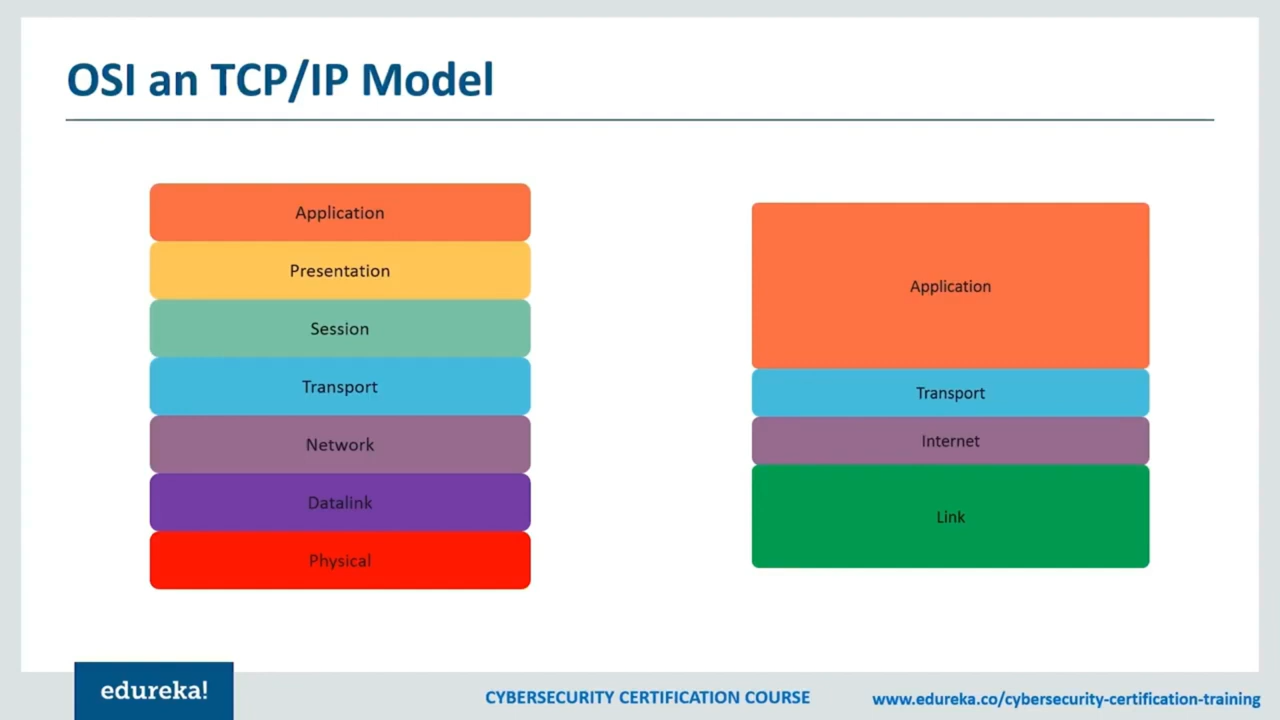 OSI an TCP/IP Model
Application
Presentation
Session
Transport
Network
Datalink
Physical
Application
Transport
Internet
Link
edureka!
CYBERSECURITY CERTIFICATION COURSE
www.edureka.co/cybersecurity-certification-training